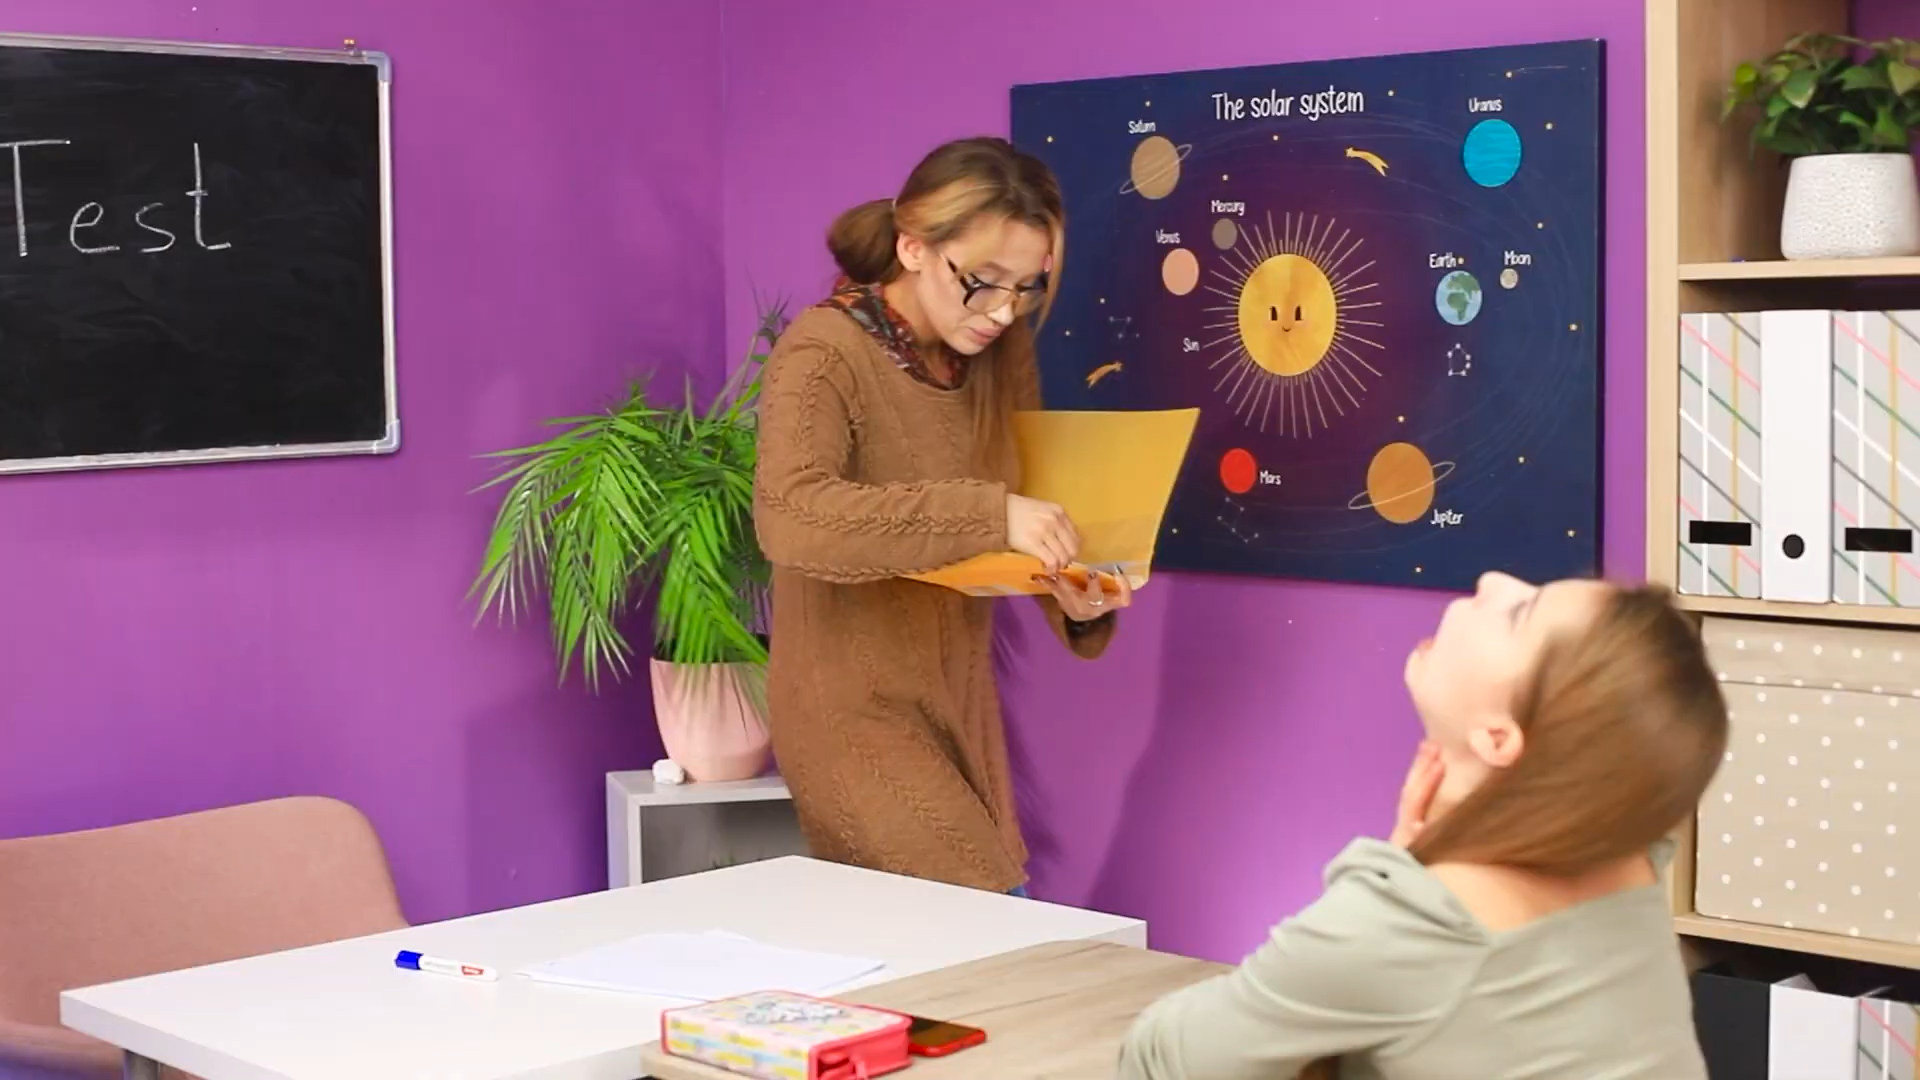 Test
The solar system
Saturn
Uranus
Mercury
Venus
Earth
Moon
Sun
Mars
Jupiter